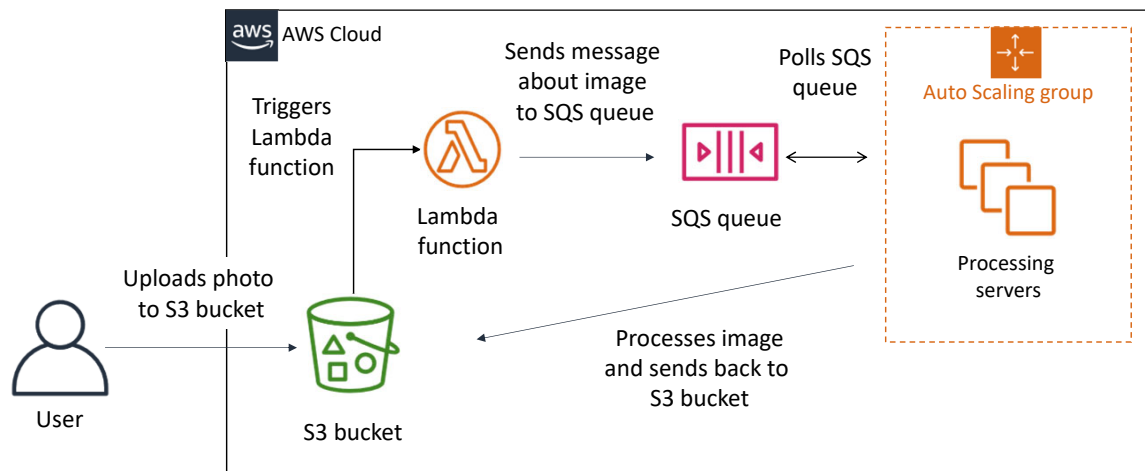 aws
AWS Cloud
Sends message
about image
to SQS queue
Polls SQS
queue
Auto Scaling group
Triggers
Lambda
function
Lambda
function
SQS queue
Processing
servers
Uploads photo
to S3 bucket
Processes image
and sends back to
S3 bucket
User
S3 bucket